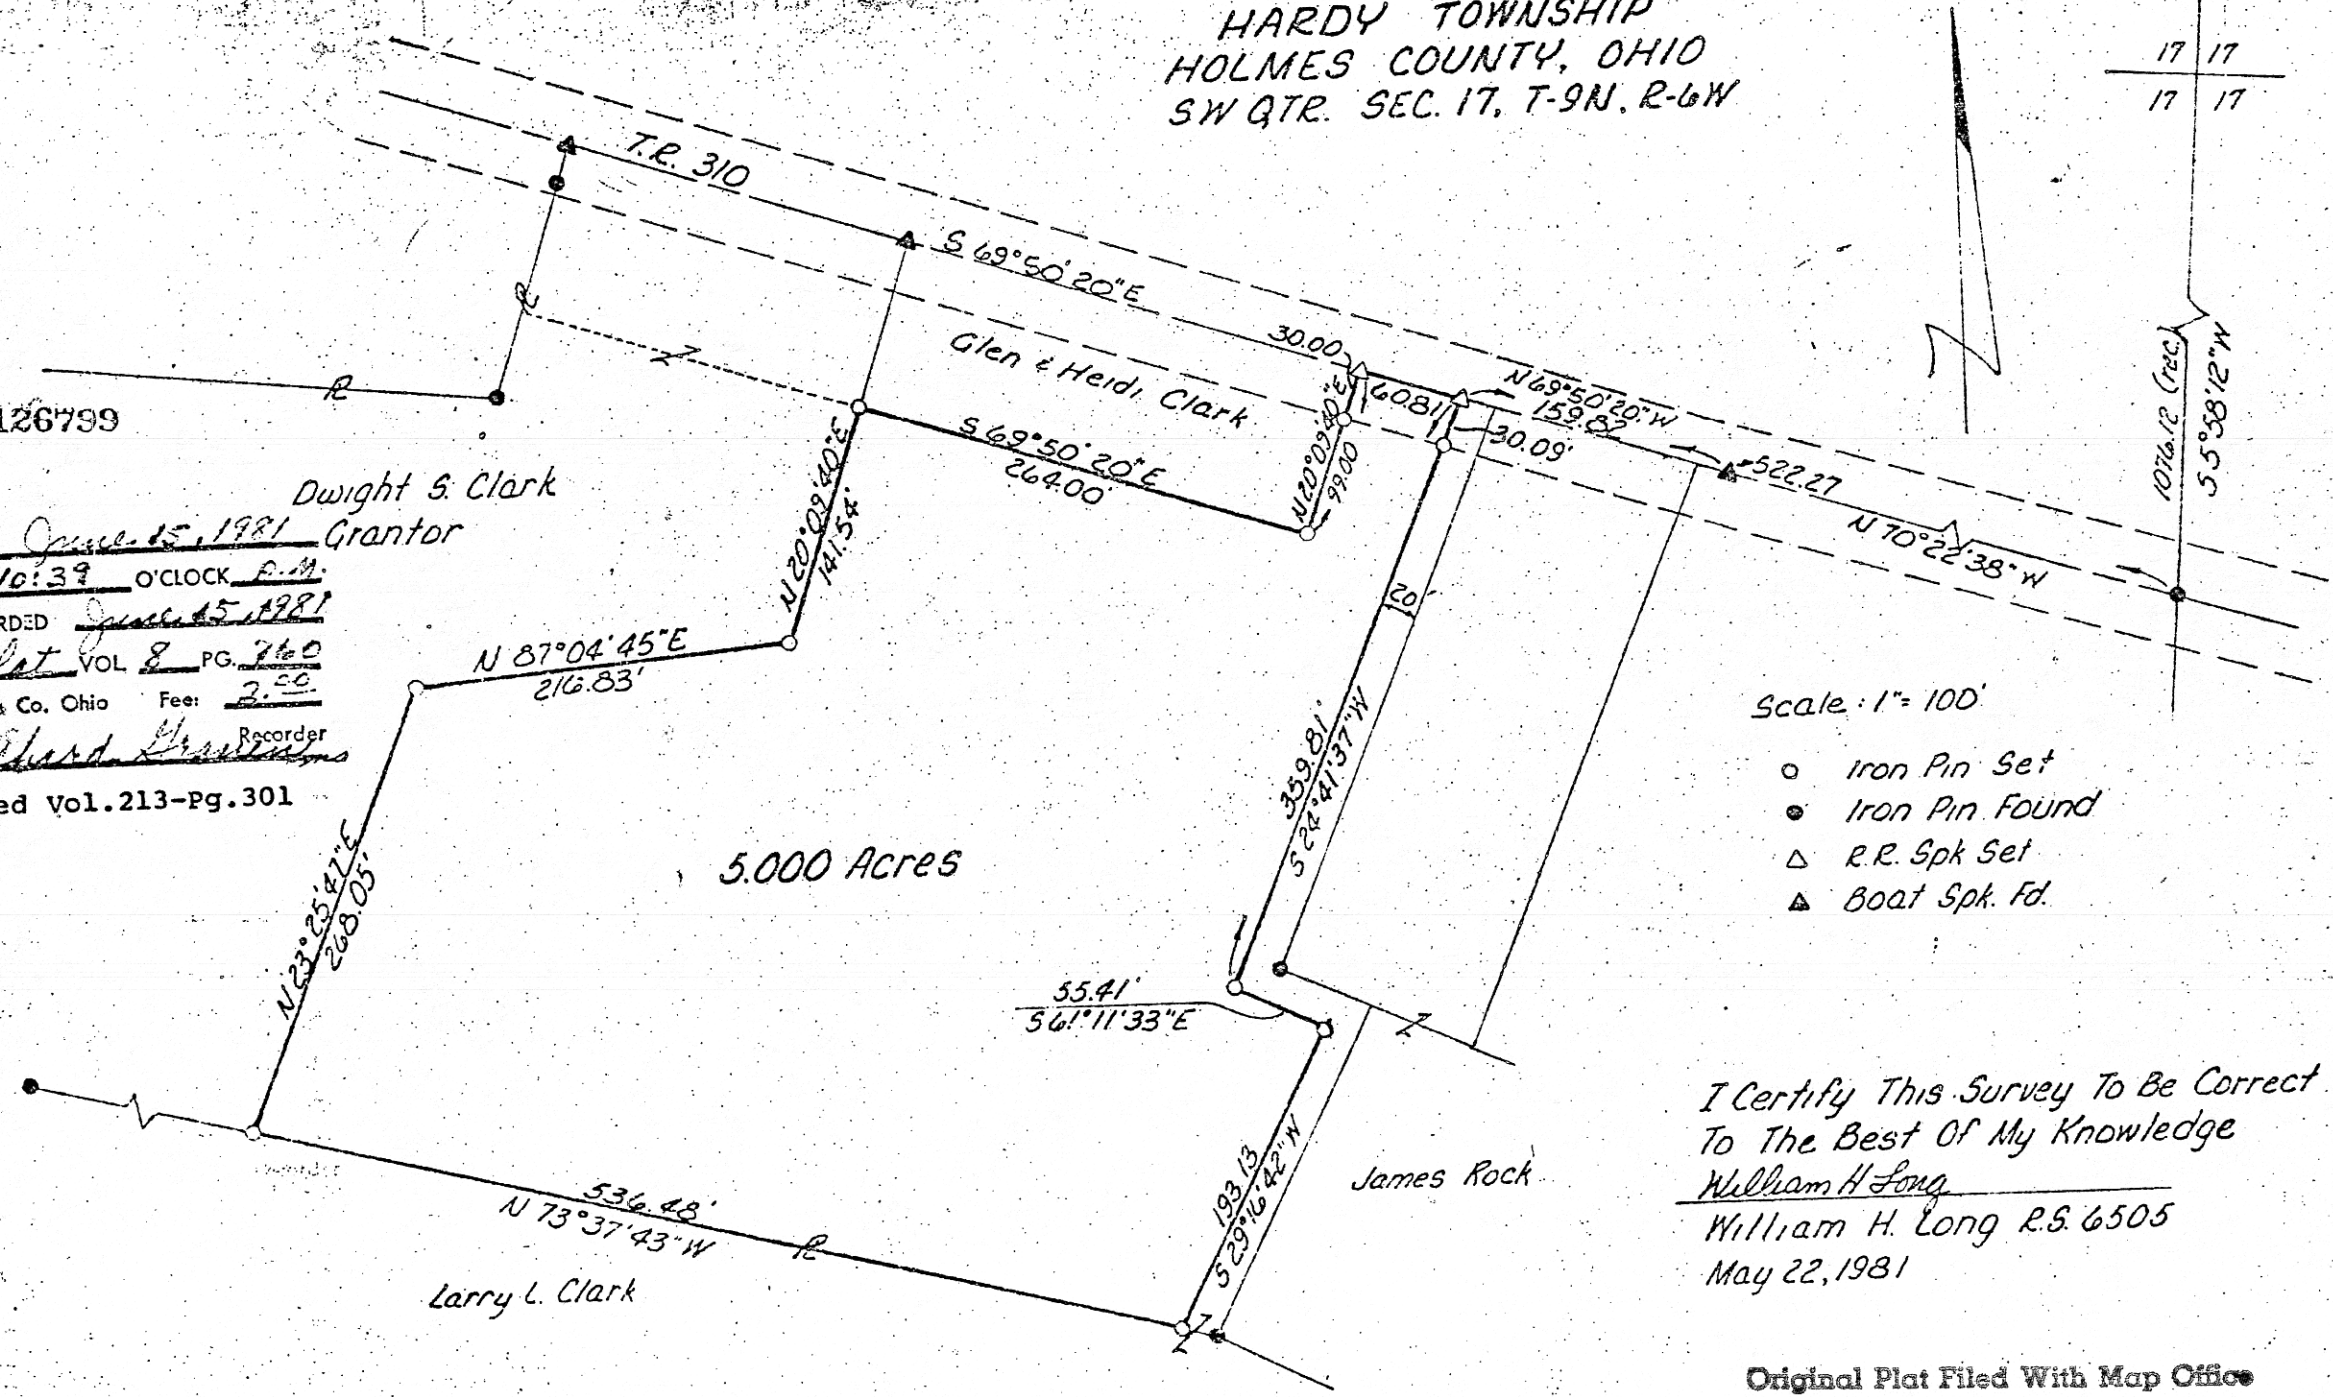 HARDY TOWNSHIP
HOLMES COUNTY, OHIO
SW QTR. SEC. 17, T-9N, R-6W
17 17
17 17
T.R. 310
S 69°50'20"E
Glen & Heidi Clark
30.00
60.81
N 69°50'20"W
159.82
30.09'
522.27
N 70°22'38"W
1076.12 (rec.)
S 5°58'12"W
N 20°09'40"E
99.00
S 69°50'20"E
264.00'
N 20°09'40"E
141.54'
N 87°04'45"E
216.83'
N 23°25'47"E
268.05'
20'
359.81'
S 24°41'37"W
5.000 Acres
55.41'
S 61°11'33"E
193.13
S 29°16'42"W
536.48'
N 73°37'43"W
R
R
R
Z
Z
Z
James Rock
Larry L. Clark
126799
Dwight S. Clark
Grantor
June 15, 1981
10:39 O'CLOCK A.M.
RDED June 15, 1981
lat VOL 8 PG. 760
Co. Ohio Fee: 2.00
Recorder
ed Vol.213-Pg.301
Scale: 1"= 100'
Iron Pin Set
Iron Pin Found
R.R. Spk Set
Boat Spk. Fd.
I Certify This Survey To Be Correct
To The Best Of My Knowledge
William H Long
William H. Long R.S. 6505
May 22, 1981
Original Plat Filed With Map Office